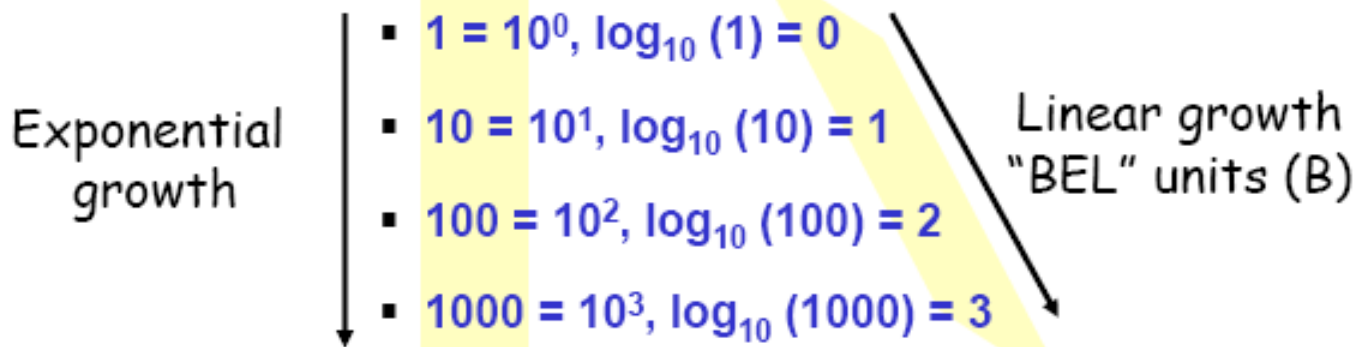 Exponential
growth
▪ 1 = 10⁰, log₁₀ (1) = 0
▪ 10 = 10¹, log₁₀ (10) = 1
▪ 100 = 10², log₁₀ (100) = 2
▪ 1000 = 10³, log₁₀ (1000) = 3
Linear growth
“BEL” units (B)